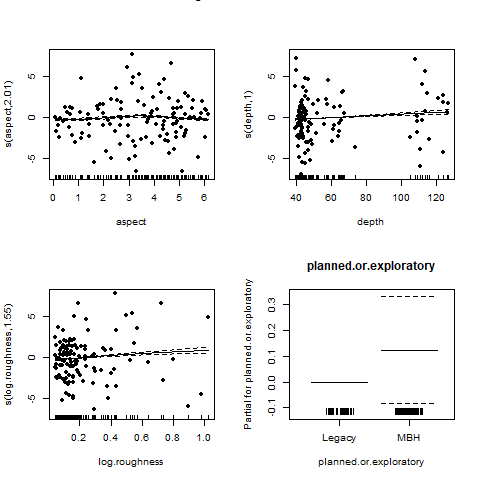 s(aspect,2.01)
5
0
-5
0 1 2 3 4 5 6
aspect
s(depth,1)
5
0
-5
40 60 80 100 120
depth
s(log.roughness,1.55)
5
0
-5
0.2 0.4 0.6 0.8 1.0
log.roughness
planned.or.exploratory
Partial for planned.or.exploratory
0.3
0.2
0.1
0.0
-0.1
Legacy MBH
planned.or.exploratory